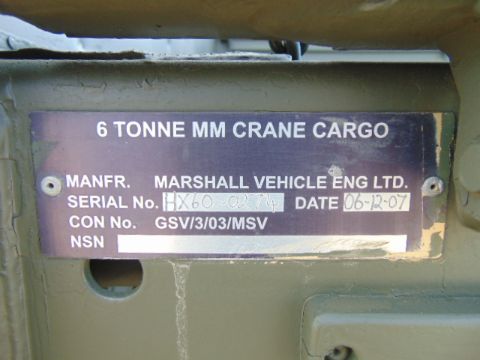 6 TONNE MM CRANE CARGO
MANFR. MARSHALL VEHICLE ENG LTD.
SERIAL No. HX60-0274 DATE 06-12-07
CON No. GSV/3/03/MSV
NSN